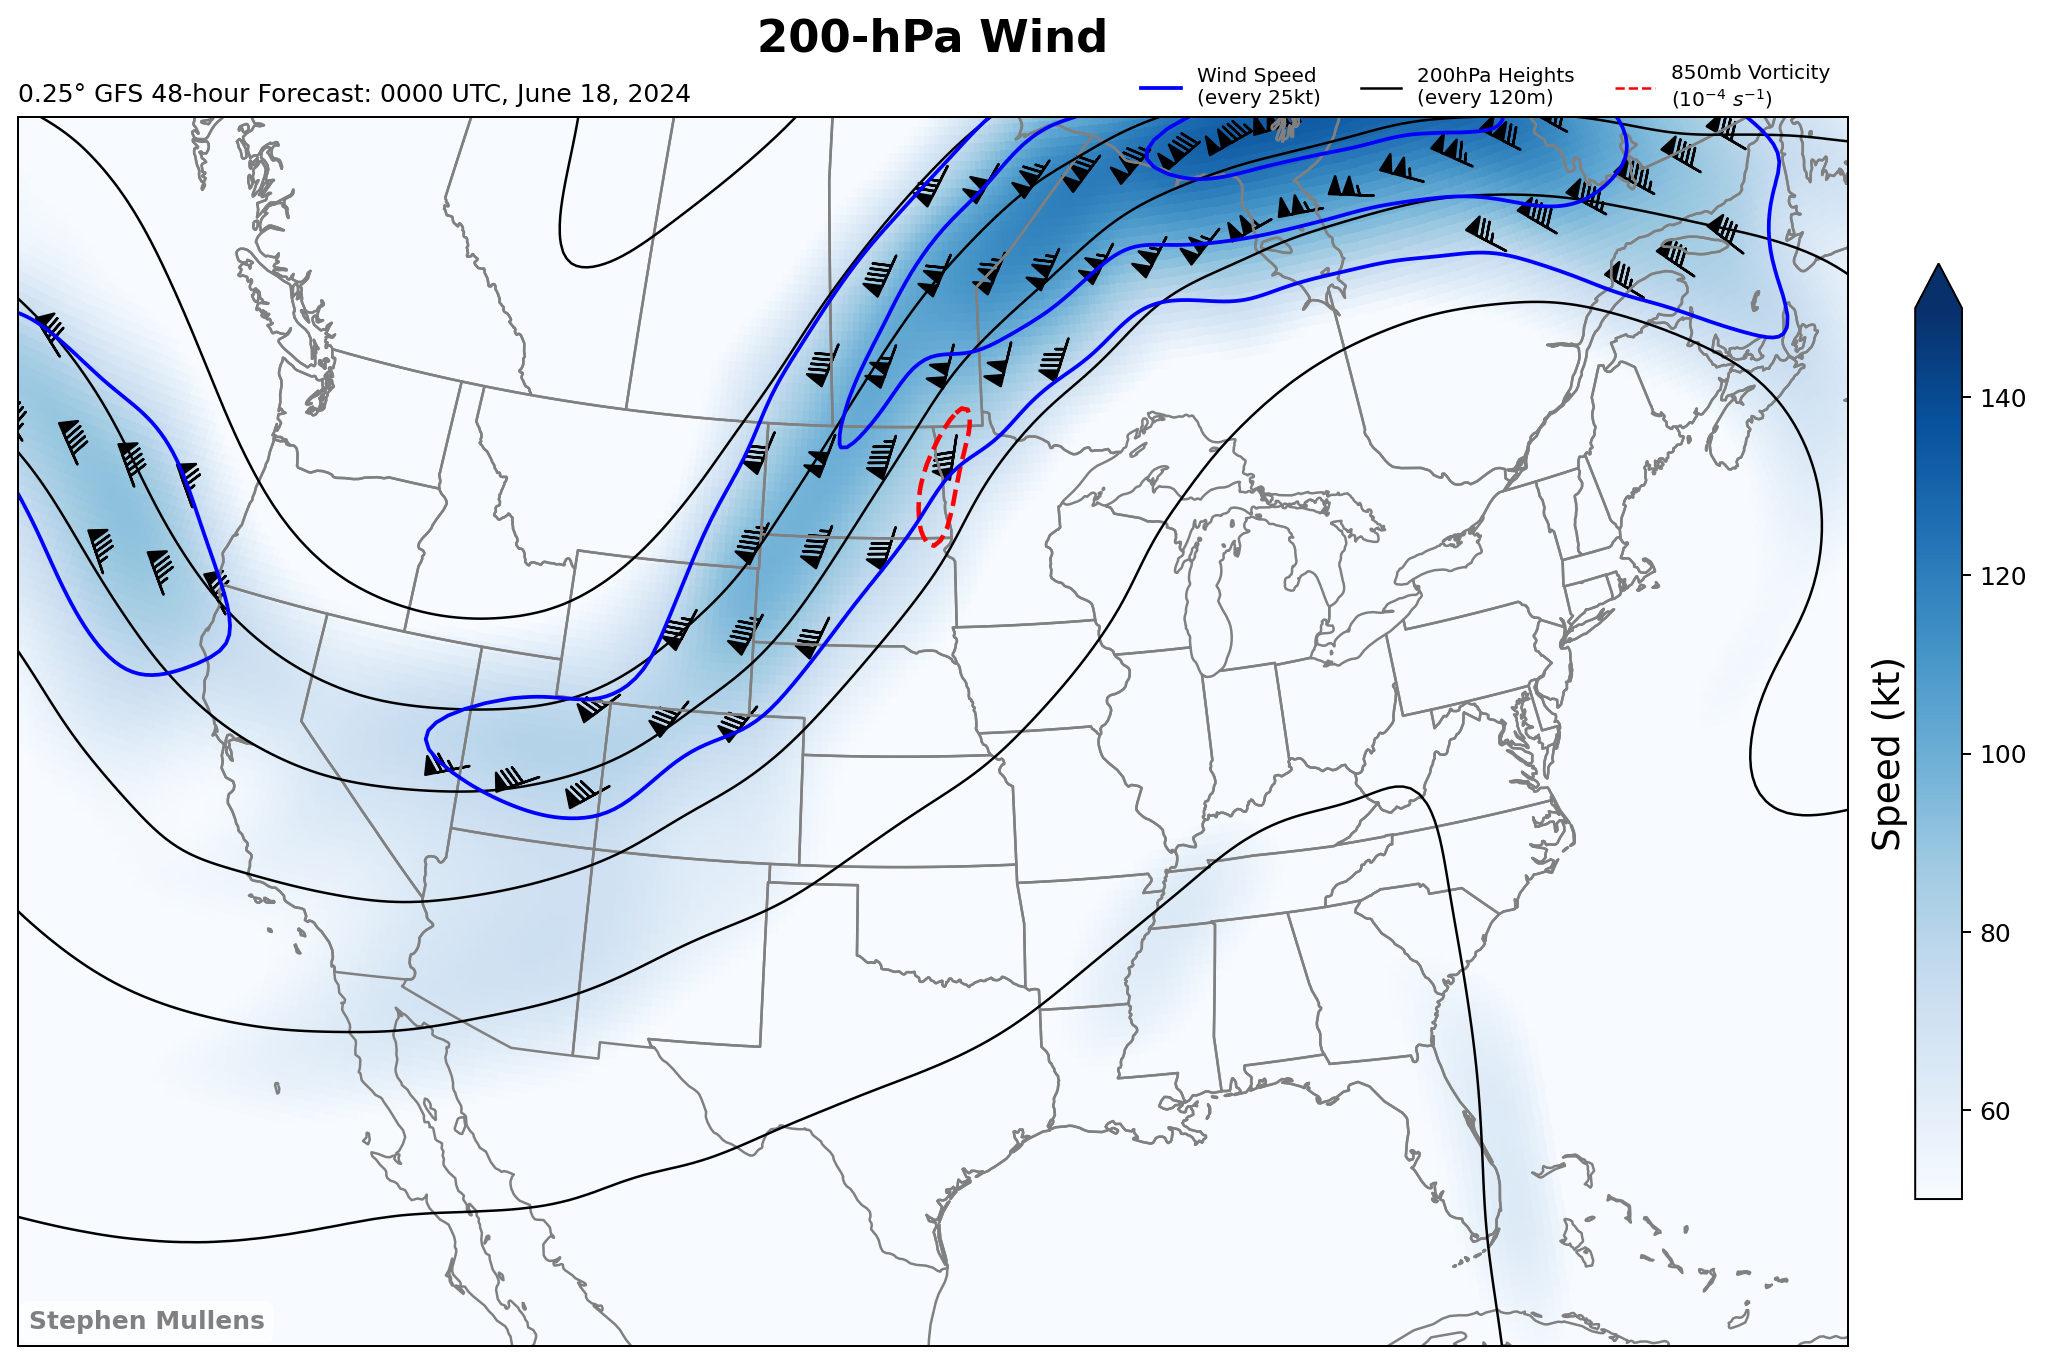 200-hPa Wind
0.25° GFS 48-hour Forecast: 0000 UTC, June 18, 2024
Wind Speed
(every 25kt)
200hPa Heights
(every 120m)
850mb Vorticity
(10⁻⁴ s⁻¹)
140
120
100
80
60
Speed (kt)
Stephen Mullens